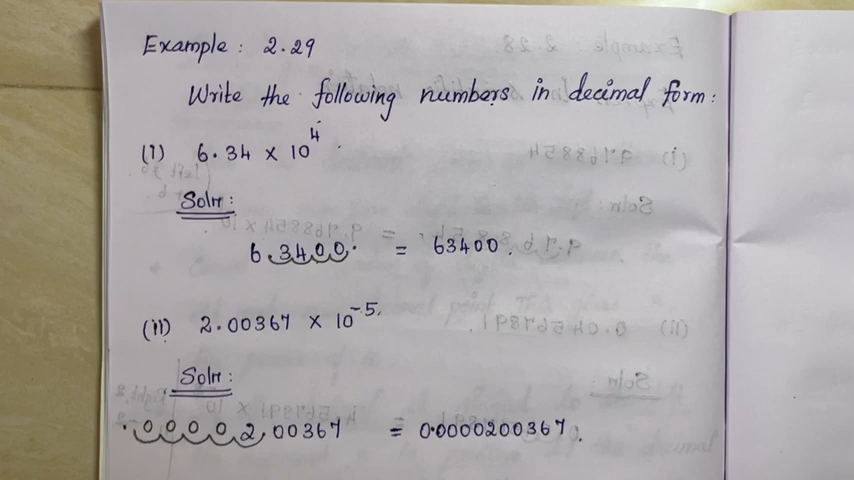 Example : 2.29
Write the following numbers in decimal form :
(i) 6.34 × 10⁴
Soln :
6.3400. = 63400.
(ii) 2.00367 × 10⁻⁵.
Soln :
.00002.00367 = 0.0000200367.